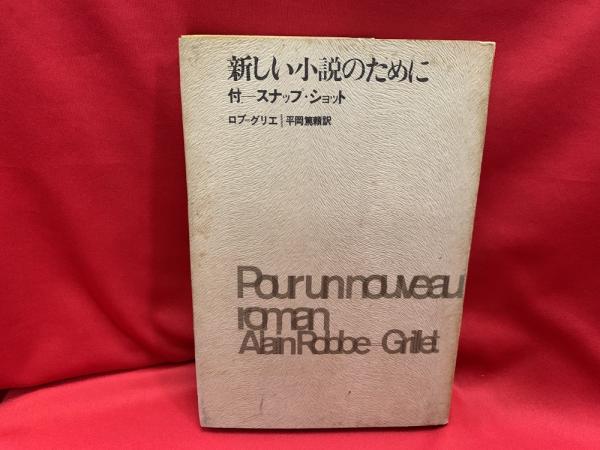 新しい小説のために
付─スナップ・ショット
ロブ=グリエ│平岡篤頼訳
Pour un nouveau
roman
Alain Robbe-Grillet